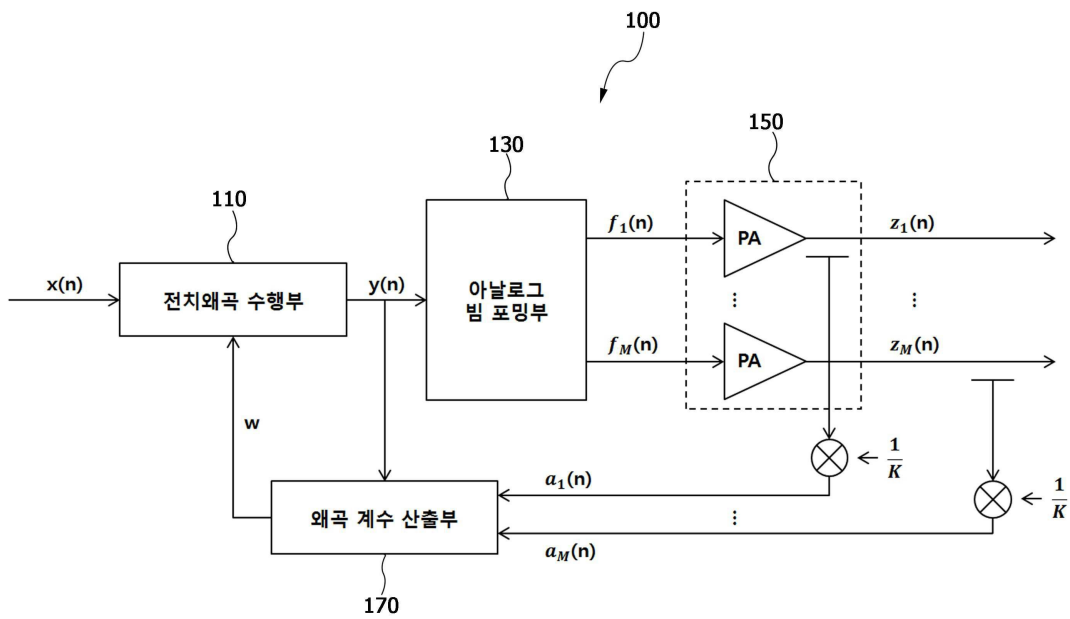 100
150
130
110
f₁(n)
PA
z₁(n)
x(n)
전치왜곡 수행부
y(n)
아날로그
빔 포밍부
⋮
⋮
f_M(n)
PA
z_M(n)
w
1/K
a₁(n)
1/K
왜곡 계수 산출부
⋮
a_M(n)
170